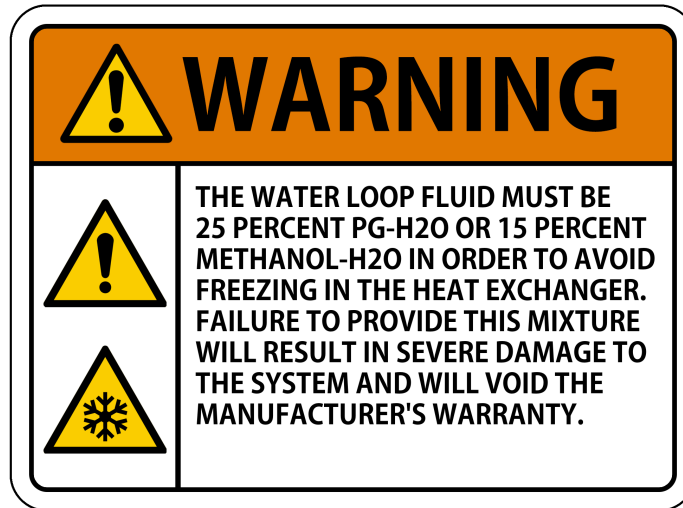 WARNING
THE WATER LOOP FLUID MUST BE
25 PERCENT PG-H2O OR 15 PERCENT
METHANOL-H2O IN ORDER TO AVOID
FREEZING IN THE HEAT EXCHANGER.
FAILURE TO PROVIDE THIS MIXTURE
WILL RESULT IN SEVERE DAMAGE TO
THE SYSTEM AND WILL VOID THE
MANUFACTURER'S WARRANTY.